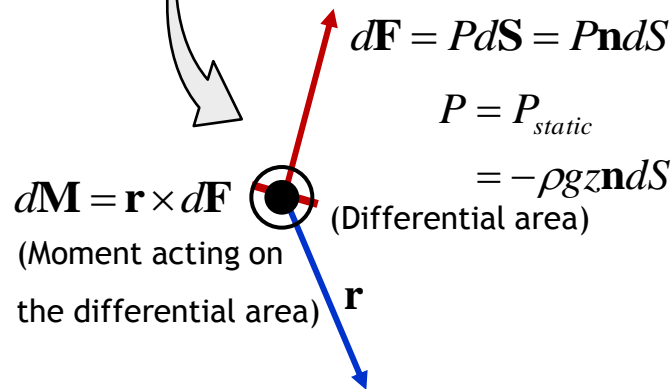 d𝐅 = Pd𝐒 = P𝐧dS
P = P_static
= −ρgz𝐧dS
d𝐌 = 𝐫 × d𝐅
(Differential area)
(Moment acting on
the differential area)
𝐫